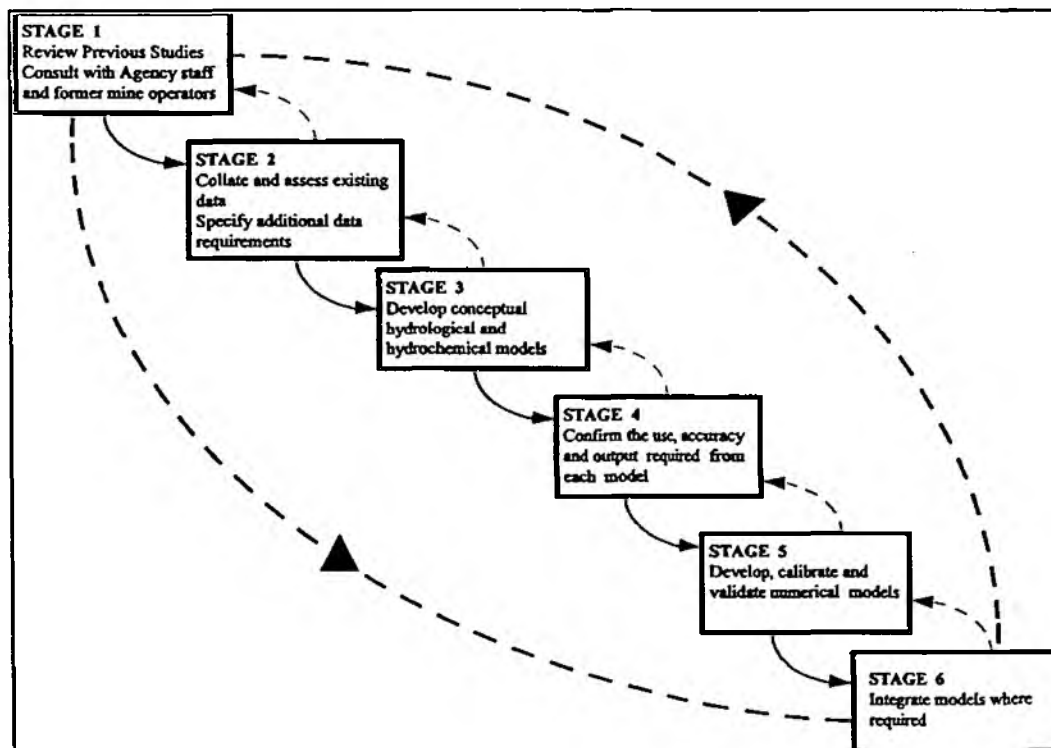 STAGE 1
Review Previous Studies
Consult with Agency staff
and former mine operators
STAGE 2
Collate and assess existing
data
Specify additional data
requirements
STAGE 3
Develop conceptual
hydrological and
hydrochemical models
STAGE 4
Confirm the use, accuracy
and output required from
each model
STAGE 5
Develop, calibrate and
validate numerical models
STAGE 6
Integrate models where
required